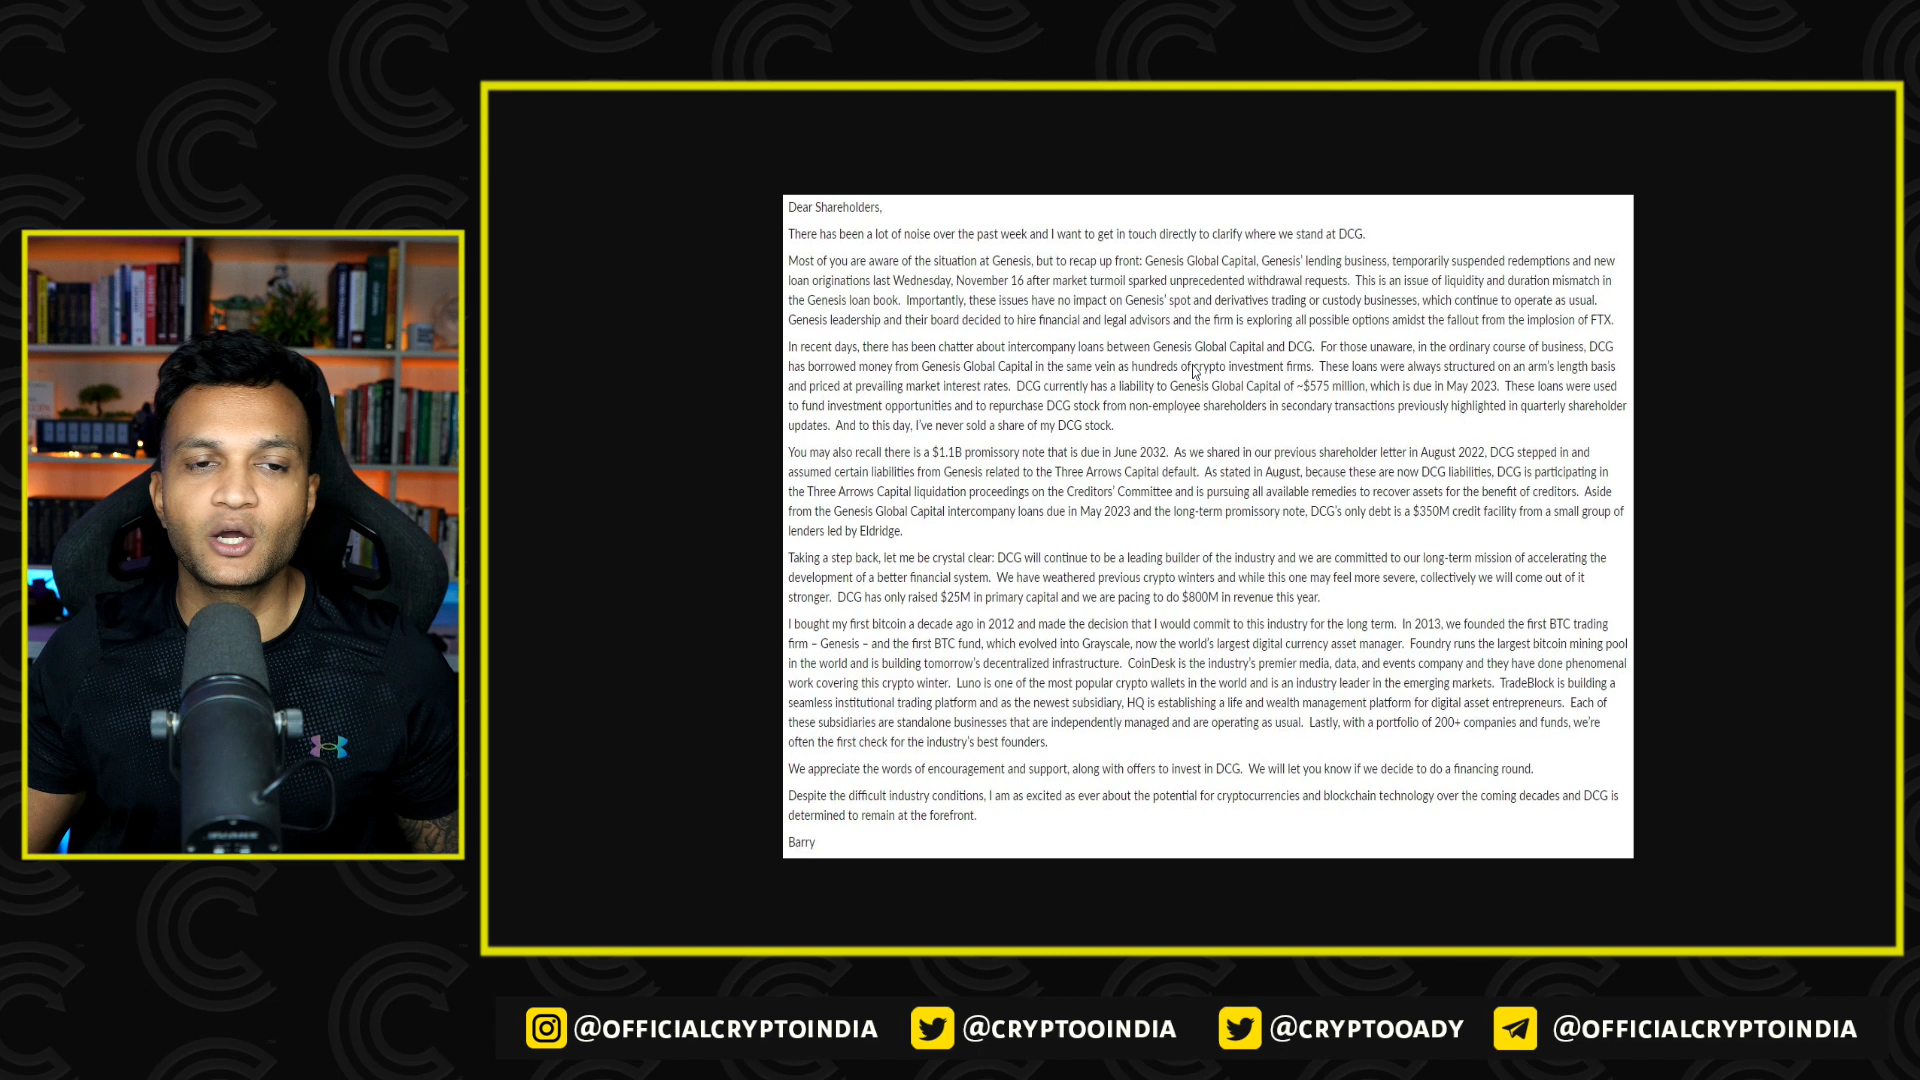 Dear Shareholders,
There has been a lot of noise over the past week and I want to get in touch directly to clarify where we stand at DCG.
Most of you are aware of the situation at Genesis, but to recap up front: Genesis Global Capital, Genesis’ lending business, temporarily suspended redemptions and new
loan originations last Wednesday, November 16 after market turmoil sparked unprecedented withdrawal requests. This is an issue of liquidity and duration mismatch in
the Genesis loan book. Importantly, these issues have no impact on Genesis’ spot and derivatives trading or custody businesses, which continue to operate as usual.
Genesis leadership and their board decided to hire financial and legal advisors and the firm is exploring all possible options amidst the fallout from the implosion of FTX.
In recent days, there has been chatter about intercompany loans between Genesis Global Capital and DCG. For those unaware, in the ordinary course of business, DCG
has borrowed money from Genesis Global Capital in the same vein as hundreds of crypto investment firms. These loans were always structured on an arm’s length basis
and priced at prevailing market interest rates. DCG currently has a liability to Genesis Global Capital of ~$575 million, which is due in May 2023. These loans were used
to fund investment opportunities and to repurchase DCG stock from non-employee shareholders in secondary transactions previously highlighted in quarterly shareholder
updates. And to this day, I’ve never sold a share of my DCG stock.
You may also recall there is a $1.1B promissory note that is due in June 2032. As we shared in our previous shareholder letter in August 2022, DCG stepped in and
assumed certain liabilities from Genesis related to the Three Arrows Capital default. As stated in August, because these are now DCG liabilities, DCG is participating in
the Three Arrows Capital liquidation proceedings on the Creditors’ Committee and is pursuing all available remedies to recover assets for the benefit of creditors. Aside
from the Genesis Global Capital intercompany loans due in May 2023 and the long-term promissory note, DCG’s only debt is a $350M credit facility from a small group of
lenders led by Eldridge.
Taking a step back, let me be crystal clear: DCG will continue to be a leading builder of the industry and we are committed to our long-term mission of accelerating the
development of a better financial system. We have weathered previous crypto winters and while this one may feel more severe, collectively we will come out of it
stronger. DCG has only raised $25M in primary capital and we are pacing to do $800M in revenue this year.
I bought my first bitcoin a decade ago in 2012 and made the decision that I would commit to this industry for the long term. In 2013, we founded the first BTC trading
firm – Genesis – and the first BTC fund, which evolved into Grayscale, now the world’s largest digital currency asset manager. Foundry runs the largest bitcoin mining pool
in the world and is building tomorrow’s decentralized infrastructure. CoinDesk is the industry’s premier media, data, and events company and they have done phenomenal
work covering this crypto winter. Luno is one of the most popular crypto wallets in the world and is an industry leader in the emerging markets. TradeBlock is building a
seamless institutional trading platform and as the newest subsidiary, HQ is establishing a life and wealth management platform for digital asset entrepreneurs. Each of
these subsidiaries are standalone businesses that are independently managed and are operating as usual. Lastly, with a portfolio of 200+ companies and funds, we’re
often the first check for the industry’s best founders.
We appreciate the words of encouragement and support, along with offers to invest in DCG. We will let you know if we decide to do a financing round.
Despite the difficult industry conditions, I am as excited as ever about the potential for cryptocurrencies and blockchain technology over the coming decades and DCG is
determined to remain at the forefront.
Barry
@OFFICIALCRYPTOINDIA @CRYPTOOINDIA @CRYPTOOADY @OFFICIALCRYPTOINDIA